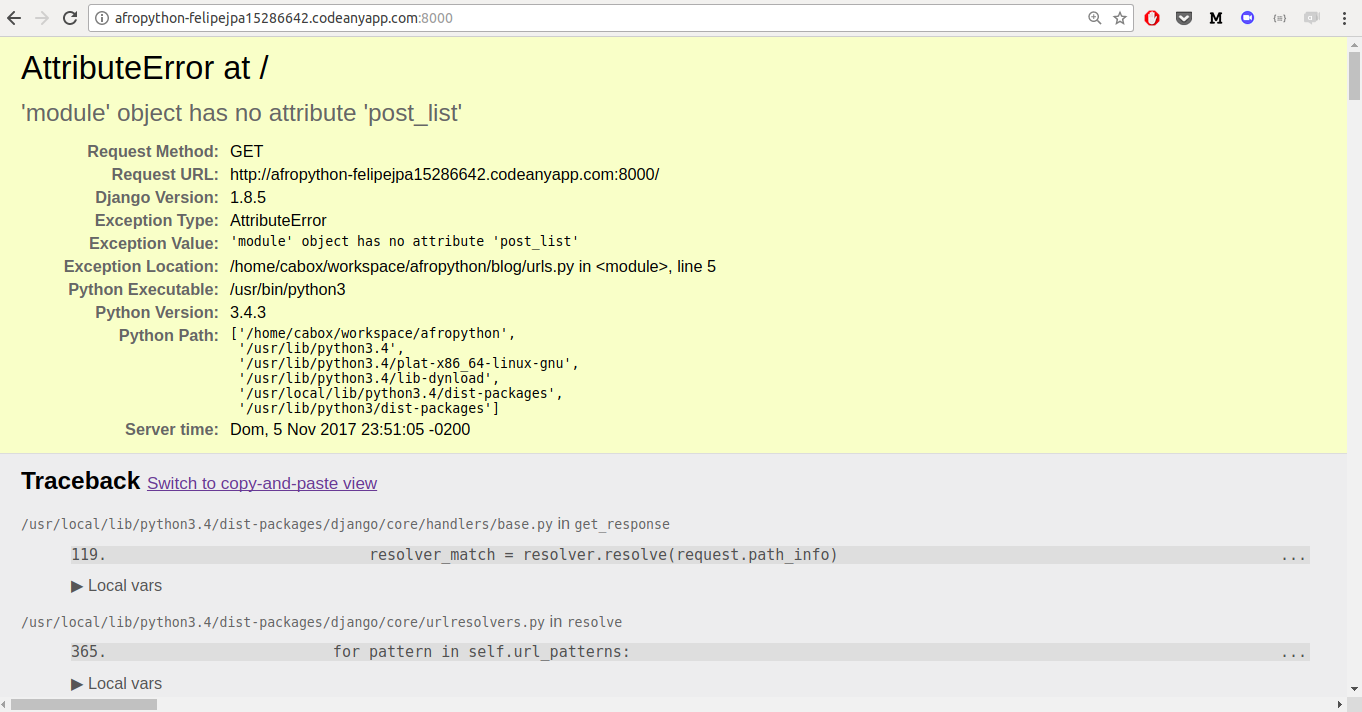 afropython-felipejpa15286642.codeanyapp.com:8000
AttributeError at /
'module' object has no attribute 'post_list'
Request Method: GET
Request URL: http://afropython-felipejpa15286642.codeanyapp.com:8000/
Django Version: 1.8.5
Exception Type: AttributeError
Exception Value: 'module' object has no attribute 'post_list'
Exception Location: /home/cabox/workspace/afropython/blog/urls.py in <module>, line 5
Python Executable: /usr/bin/python3
Python Version: 3.4.3
Python Path: ['/home/cabox/workspace/afropython',
'/usr/lib/python3.4',
'/usr/lib/python3.4/plat-x86_64-linux-gnu',
'/usr/lib/python3.4/lib-dynload',
'/usr/local/lib/python3.4/dist-packages',
'/usr/lib/python3/dist-packages']
Server time: Dom, 5 Nov 2017 23:51:05 -0200
Traceback Switch to copy-and-paste view
/usr/local/lib/python3.4/dist-packages/django/core/handlers/base.py in get_response
119. resolver_match = resolver.resolve(request.path_info) ...
▶ Local vars
/usr/local/lib/python3.4/dist-packages/django/core/urlresolvers.py in resolve
365. for pattern in self.url_patterns: ...
▶ Local vars